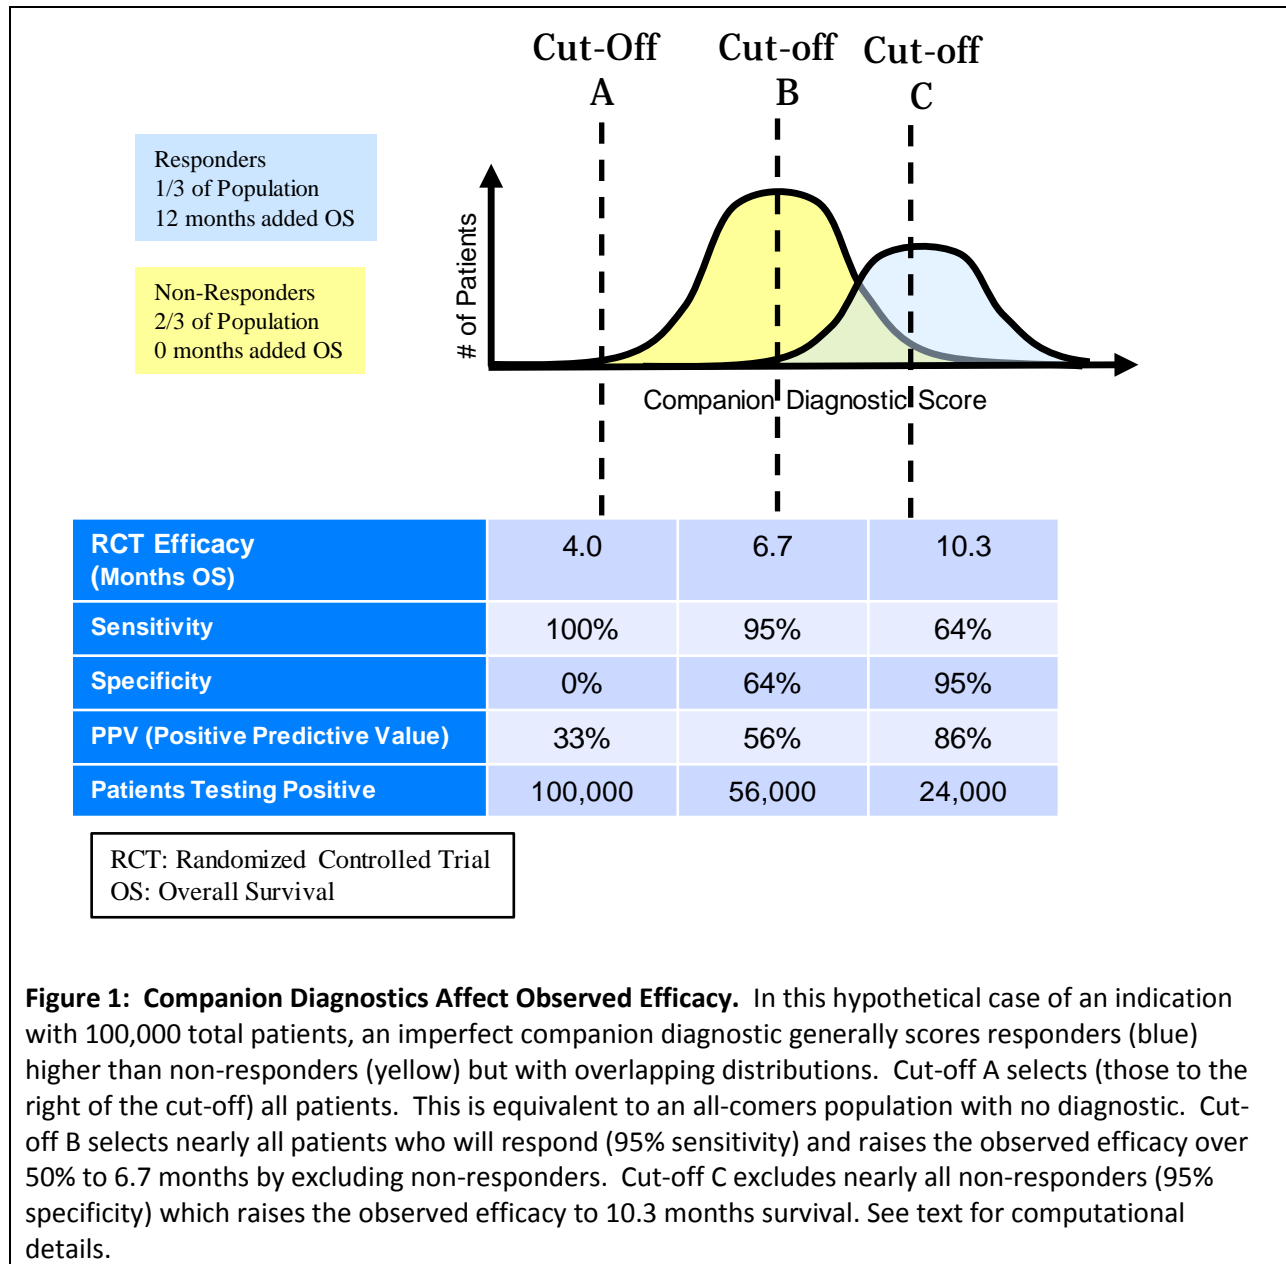 Cut-Off
A
Cut-off
B
Cut-off
C
Responders
1/3 of Population
12 months added OS
Non-Responders
2/3 of Population
0 months added OS
# of Patients
Companion Diagnostic Score
RCT Efficacy
(Months OS)
4.0
6.7
10.3
Sensitivity
100%
95%
64%
Specificity
0%
64%
95%
PPV (Positive Predictive Value)
33%
56%
86%
Patients Testing Positive
100,000
56,000
24,000
RCT: Randomized Controlled Trial
OS: Overall Survival
Figure 1: Companion Diagnostics Affect Observed Efficacy. In this hypothetical case of an indication
with 100,000 total patients, an imperfect companion diagnostic generally scores responders (blue)
higher than non-responders (yellow) but with overlapping distributions. Cut-off A selects (those to the
right of the cut-off) all patients. This is equivalent to an all-comers population with no diagnostic. Cut-
off B selects nearly all patients who will respond (95% sensitivity) and raises the observed efficacy over
50% to 6.7 months by excluding non-responders. Cut-off C excludes nearly all non-responders (95%
specificity) which raises the observed efficacy to 10.3 months survival. See text for computational
details.